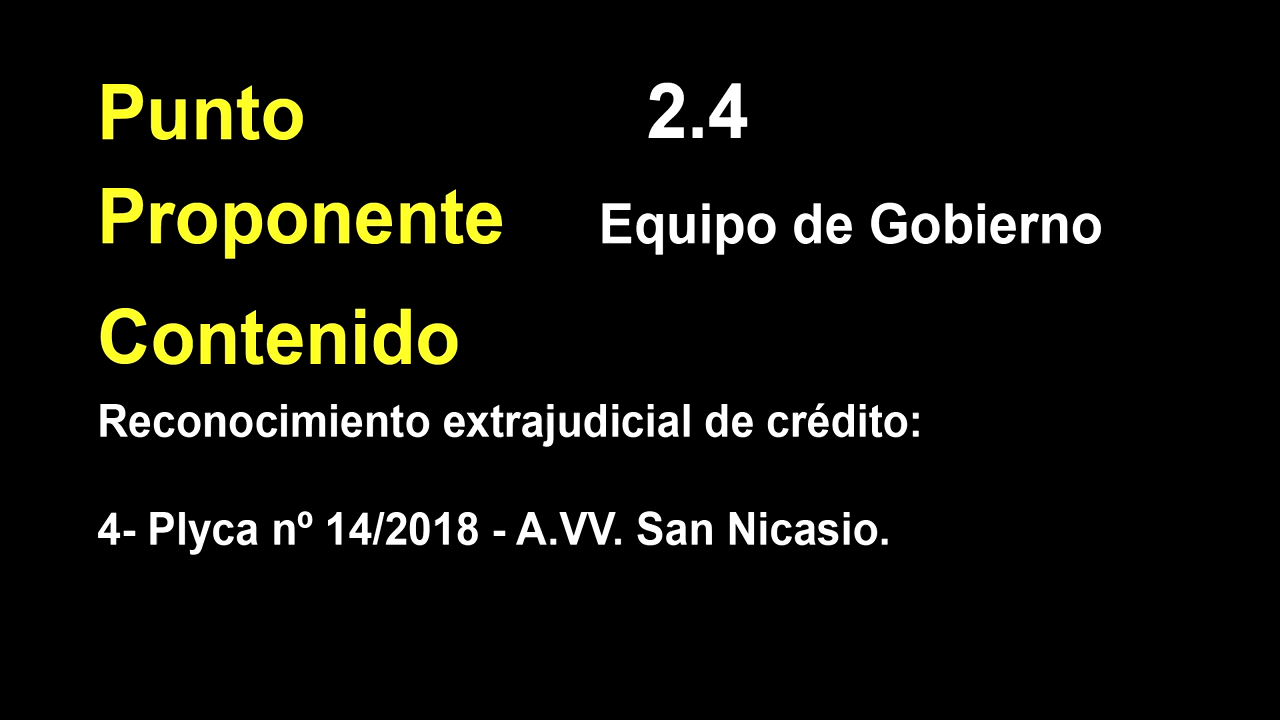 Punto 2.4
Proponente Equipo de Gobierno
Contenido
Reconocimiento extrajudicial de crédito:
4- Plyca nº 14/2018 - A.VV. San Nicasio.